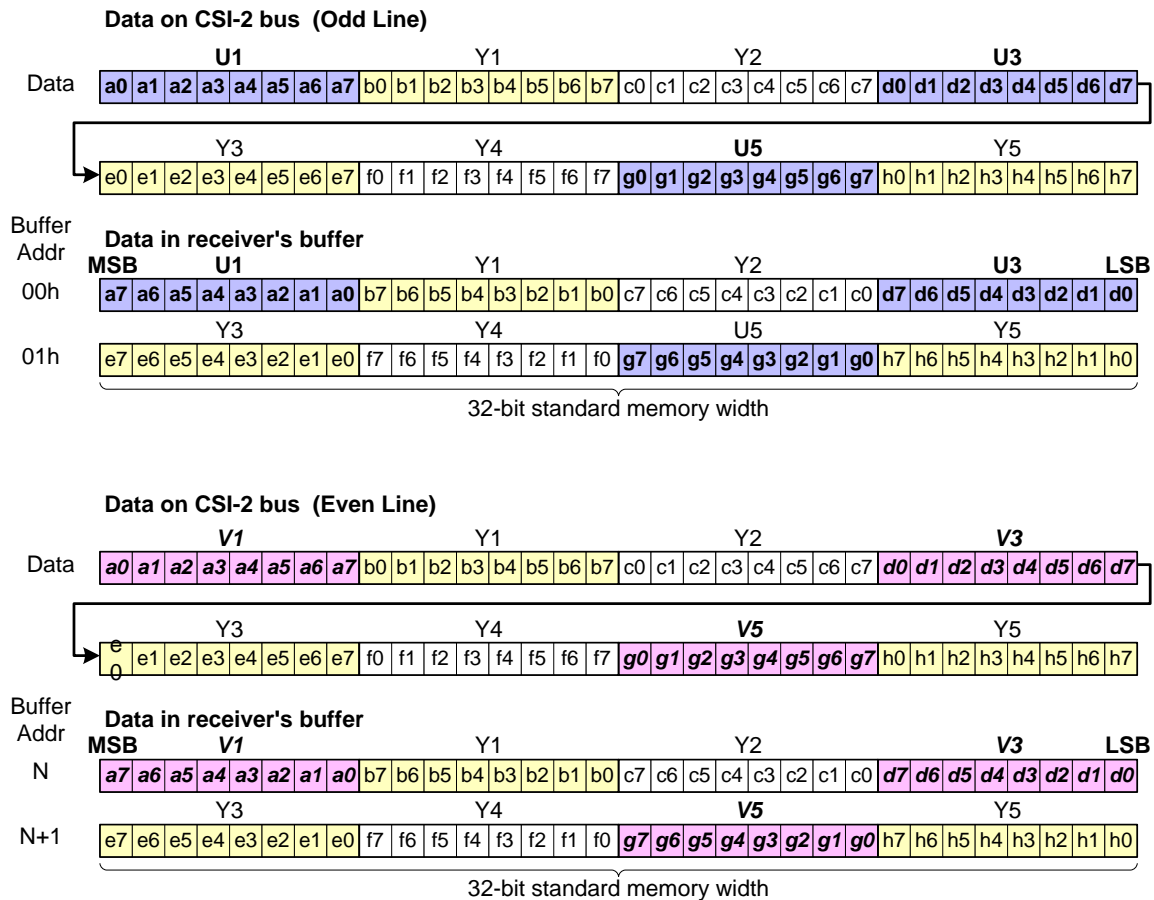 Data on CSI-2 bus (Odd Line)
U1 Y1 Y2 U3
Data a0 a1 a2 a3 a4 a5 a6 a7 b0 b1 b2 b3 b4 b5 b6 b7 c0 c1 c2 c3 c4 c5 c6 c7 d0 d1 d2 d3 d4 d5 d6 d7
Y3 Y4 U5 Y5
e0 e1 e2 e3 e4 e5 e6 e7 f0 f1 f2 f3 f4 f5 f6 f7 g0 g1 g2 g3 g4 g5 g6 g7 h0 h1 h2 h3 h4 h5 h6 h7
Buffer
Addr
Data in receiver's buffer
MSB U1 Y1 Y2 U3 LSB
00h a7 a6 a5 a4 a3 a2 a1 a0 b7 b6 b5 b4 b3 b2 b1 b0 c7 c6 c5 c4 c3 c2 c1 c0 d7 d6 d5 d4 d3 d2 d1 d0
Y3 Y4 U5 Y5
01h e7 e6 e5 e4 e3 e2 e1 e0 f7 f6 f5 f4 f3 f2 f1 f0 g7 g6 g5 g4 g3 g2 g1 g0 h7 h6 h5 h4 h3 h2 h1 h0
32-bit standard memory width
Data on CSI-2 bus (Even Line)
V1 Y1 Y2 V3
Data a0 a1 a2 a3 a4 a5 a6 a7 b0 b1 b2 b3 b4 b5 b6 b7 c0 c1 c2 c3 c4 c5 c6 c7 d0 d1 d2 d3 d4 d5 d6 d7
Y3 Y4 V5 Y5
e0 e1 e2 e3 e4 e5 e6 e7 f0 f1 f2 f3 f4 f5 f6 f7 g0 g1 g2 g3 g4 g5 g6 g7 h0 h1 h2 h3 h4 h5 h6 h7
Buffer
Addr
Data in receiver's buffer
MSB V1 Y1 Y2 V3 LSB
N a7 a6 a5 a4 a3 a2 a1 a0 b7 b6 b5 b4 b3 b2 b1 b0 c7 c6 c5 c4 c3 c2 c1 c0 d7 d6 d5 d4 d3 d2 d1 d0
Y3 Y4 V5 Y5
N+1 e7 e6 e5 e4 e3 e2 e1 e0 f7 f6 f5 f4 f3 f2 f1 f0 g7 g6 g5 g4 g3 g2 g1 g0 h7 h6 h5 h4 h3 h2 h1 h0
32-bit standard memory width